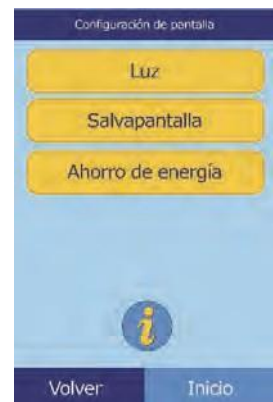 Configuración de pantalla
Luz
Salvapantalla
Ahorro de energía
i
Volver
Inicio